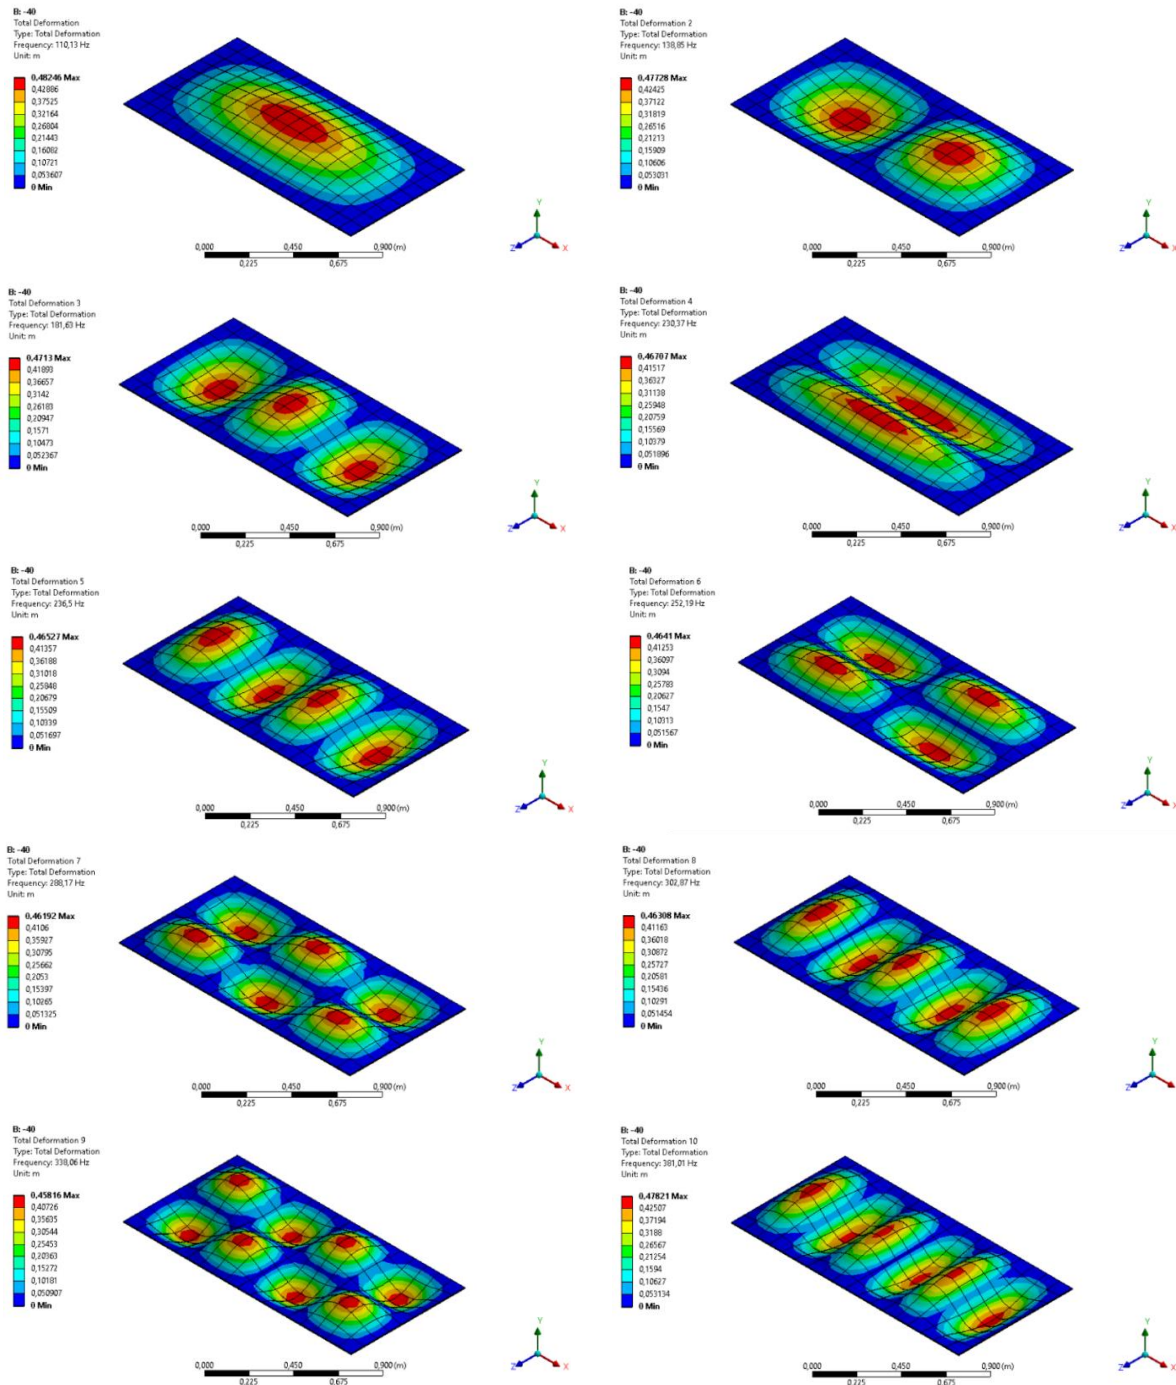 B: -40
Total Deformation
Type: Total Deformation
Frequency: 110,13 Hz
Unit: m
0,48246 Max
0,42886
0,37525
0,32164
0,26804
0,21443
0,16082
0,10721
0,053607
0 Min
Y
Z
X
0,000 0,450 0,900 (m)
0,225 0,675
B: -40
Total Deformation 2
Type: Total Deformation
Frequency: 138,85 Hz
Unit: m
0,47728 Max
0,42425
0,37122
0,31819
0,26516
0,21213
0,15909
0,10606
0,053031
0 Min
Y
Z
X
0,000 0,450 0,900 (m)
0,225 0,675
B: -40
Total Deformation 3
Type: Total Deformation
Frequency: 181,63 Hz
Unit: m
0,4713 Max
0,41893
0,36657
0,3142
0,26183
0,20947
0,1571
0,10473
0,052367
0 Min
Y
Z
X
0,000 0,450 0,900 (m)
0,225 0,675
B: -40
Total Deformation 4
Type: Total Deformation
Frequency: 230,37 Hz
Unit: m
0,46707 Max
0,41517
0,36327
0,31138
0,25948
0,20759
0,15569
0,10379
0,051896
0 Min
Y
Z
X
0,000 0,450 0,900 (m)
0,225 0,675
B: -40
Total Deformation 5
Type: Total Deformation
Frequency: 236,5 Hz
Unit: m
0,46527 Max
0,41357
0,36188
0,31018
0,25848
0,20679
0,15509
0,10339
0,051697
0 Min
Y
Z
X
0,000 0,450 0,900 (m)
0,225 0,675
B: -40
Total Deformation 6
Type: Total Deformation
Frequency: 252,19 Hz
Unit: m
0,4641 Max
0,41253
0,36097
0,3094
0,25783
0,20627
0,1547
0,10313
0,051567
0 Min
Y
Z
X
0,000 0,450 0,900 (m)
0,225 0,675
B: -40
Total Deformation 7
Type: Total Deformation
Frequency: 288,17 Hz
Unit: m
0,46192 Max
0,4106
0,35927
0,30795
0,25662
0,2053
0,15397
0,10265
0,051325
0 Min
Y
Z
X
0,000 0,450 0,900 (m)
0,225 0,675
B: -40
Total Deformation 8
Type: Total Deformation
Frequency: 302,87 Hz
Unit: m
0,46308 Max
0,41163
0,36018
0,30872
0,25727
0,20581
0,15436
0,10291
0,051454
0 Min
Y
Z
0,000 0,450 0,900 (m)
0,225 0,675
B: -40
Total Deformation 9
Type: Total Deformation
Frequency: 338,06 Hz
Unit: m
0,45816 Max
0,40726
0,35635
0,30544
0,25453
0,20363
0,15272
0,10181
0,050907
0 Min
Y
Z
X
0,000 0,450 0,900 (m)
0,225 0,675
B: -40
Total Deformation 10
Type: Total Deformation
Frequency: 381,01 Hz
Unit: m
0,47821 Max
0,42507
0,37194
0,3188
0,26567
0,21254
0,1594
0,10627
0,053134
0 Min
Y
Z
X
0,000 0,450 0,900 (m)
0,225 0,675